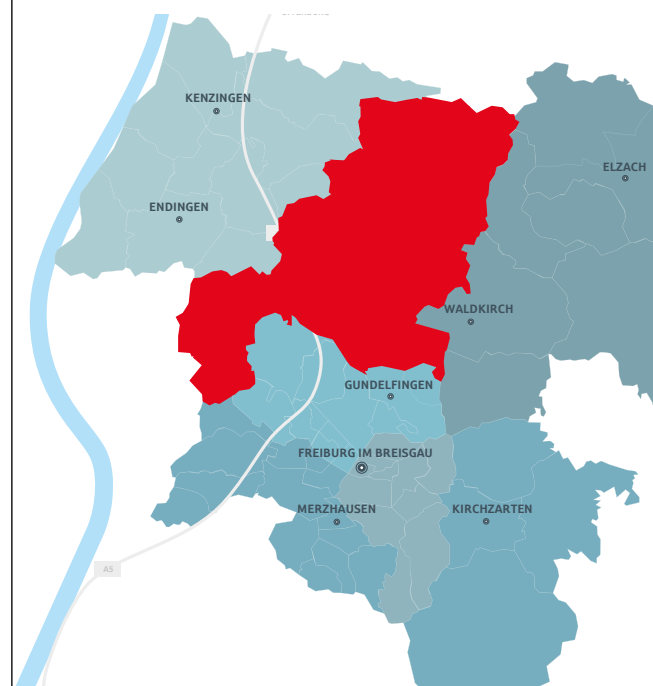 KENZINGEN
ELZACH
ENDINGEN
WALDKIRCH
GUNDELFINGEN
FREIBURG IM BREISGAU
MERZHAUSEN
KIRCHZARTEN
A5